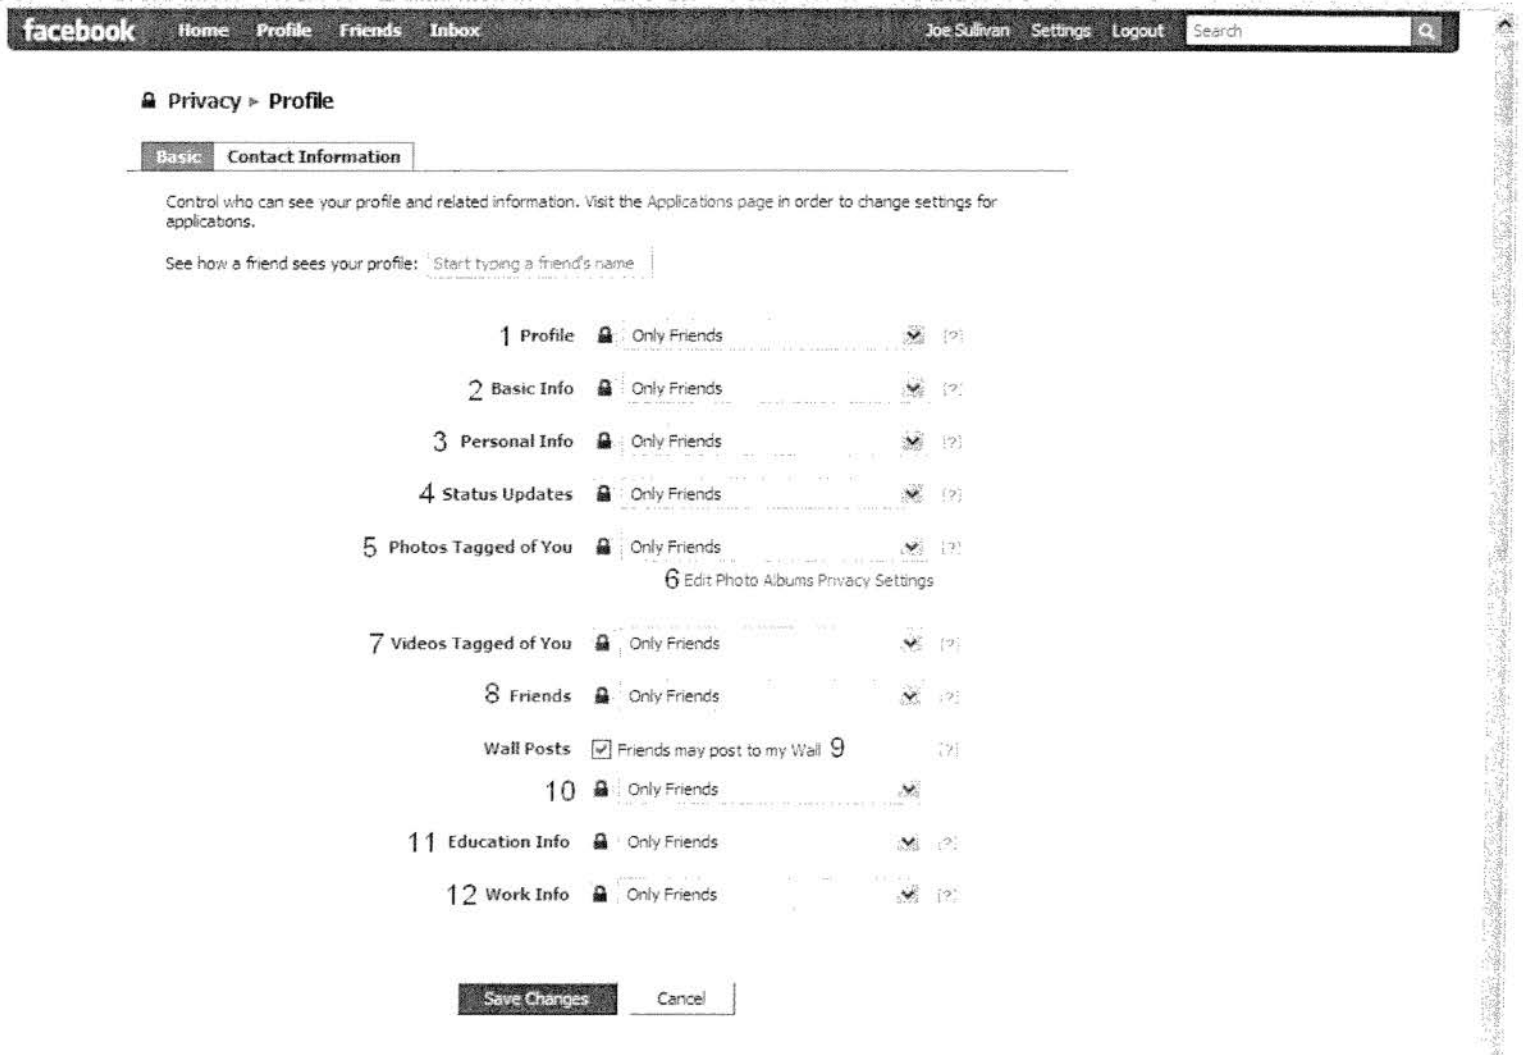 facebook Home Profile Friends Inbox Joe Sullivan Settings Logout Search
Privacy ▸ Profile
Basic Contact Information
Control who can see your profile and related information. Visit the Applications page in order to change settings for
applications.
See how a friend sees your profile: Start typing a friend's name
1 Profile Only Friends [?]
2 Basic Info Only Friends [?]
3 Personal Info Only Friends [?]
4 Status Updates Only Friends [?]
5 Photos Tagged of You Only Friends [?]
6 Edit Photo Albums Privacy Settings
7 Videos Tagged of You Only Friends [?]
8 Friends Only Friends [?]
Wall Posts Friends may post to my Wall 9 [?]
10 Only Friends
11 Education Info Only Friends [?]
12 Work Info Only Friends [?]
Save Changes Cancel